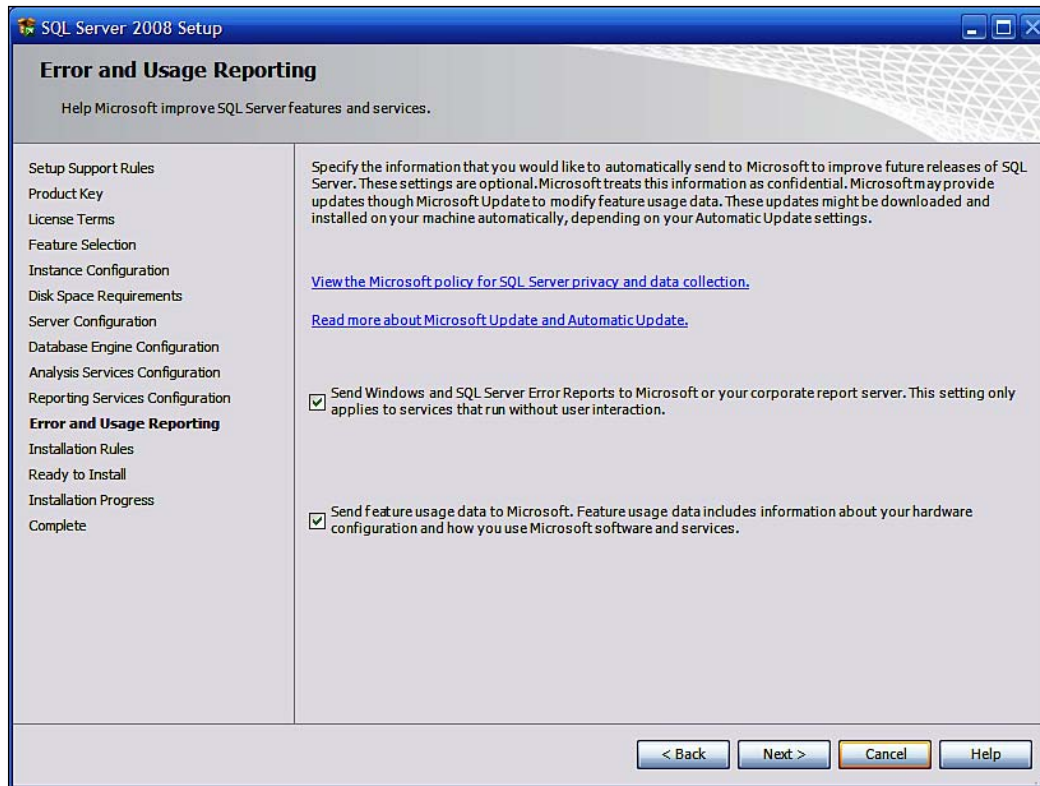 SQL Server 2008 Setup
Error and Usage Reporting
Help Microsoft improve SQL Server features and services.
Setup Support Rules
Product Key
License Terms
Feature Selection
Instance Configuration
Disk Space Requirements
Server Configuration
Database Engine Configuration
Analysis Services Configuration
Reporting Services Configuration
Error and Usage Reporting
Installation Rules
Ready to Install
Installation Progress
Complete
Specify the information that you would like to automatically send to Microsoft to improve future releases of SQL
Server. These settings are optional.Microsoft treats this information as confidential. Microsoft may provide
updates though Microsoft Update to modify feature usage data. These updates might be downloaded and
installed on your machine automatically, depending on your Automatic Update settings.
View the Microsoft policy for SQL Server privacy and data collection.
Read more about Microsoft Update and Automatic Update.
Send Windows and SQL Server Error Reports to Microsoft or your corporate report server. This setting only
applies to services that run without user interaction.
Send feature usage data to Microsoft. Feature usage data includes information about your hardware
configuration and how you use Microsoft software and services.
< Back
Next >
Cancel
Help